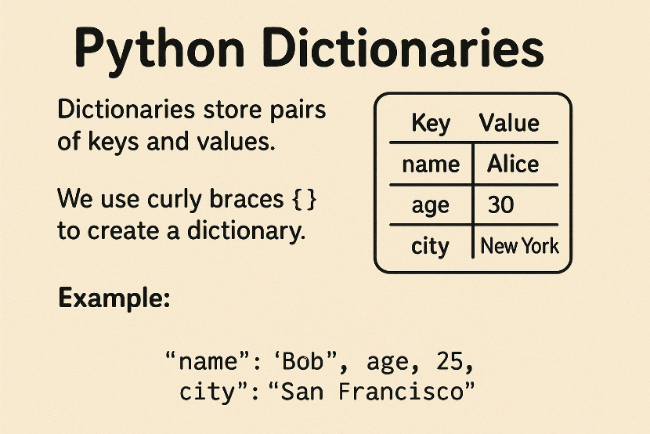 Python Dictionaries
Dictionaries store pairs
of keys and values.
We use curly braces {}
to create a dictionary.
Key Value
name Alice
age 30
city New York
Example:
“name”: ‘Bob”, age, 25,
city”: “San Francisco”